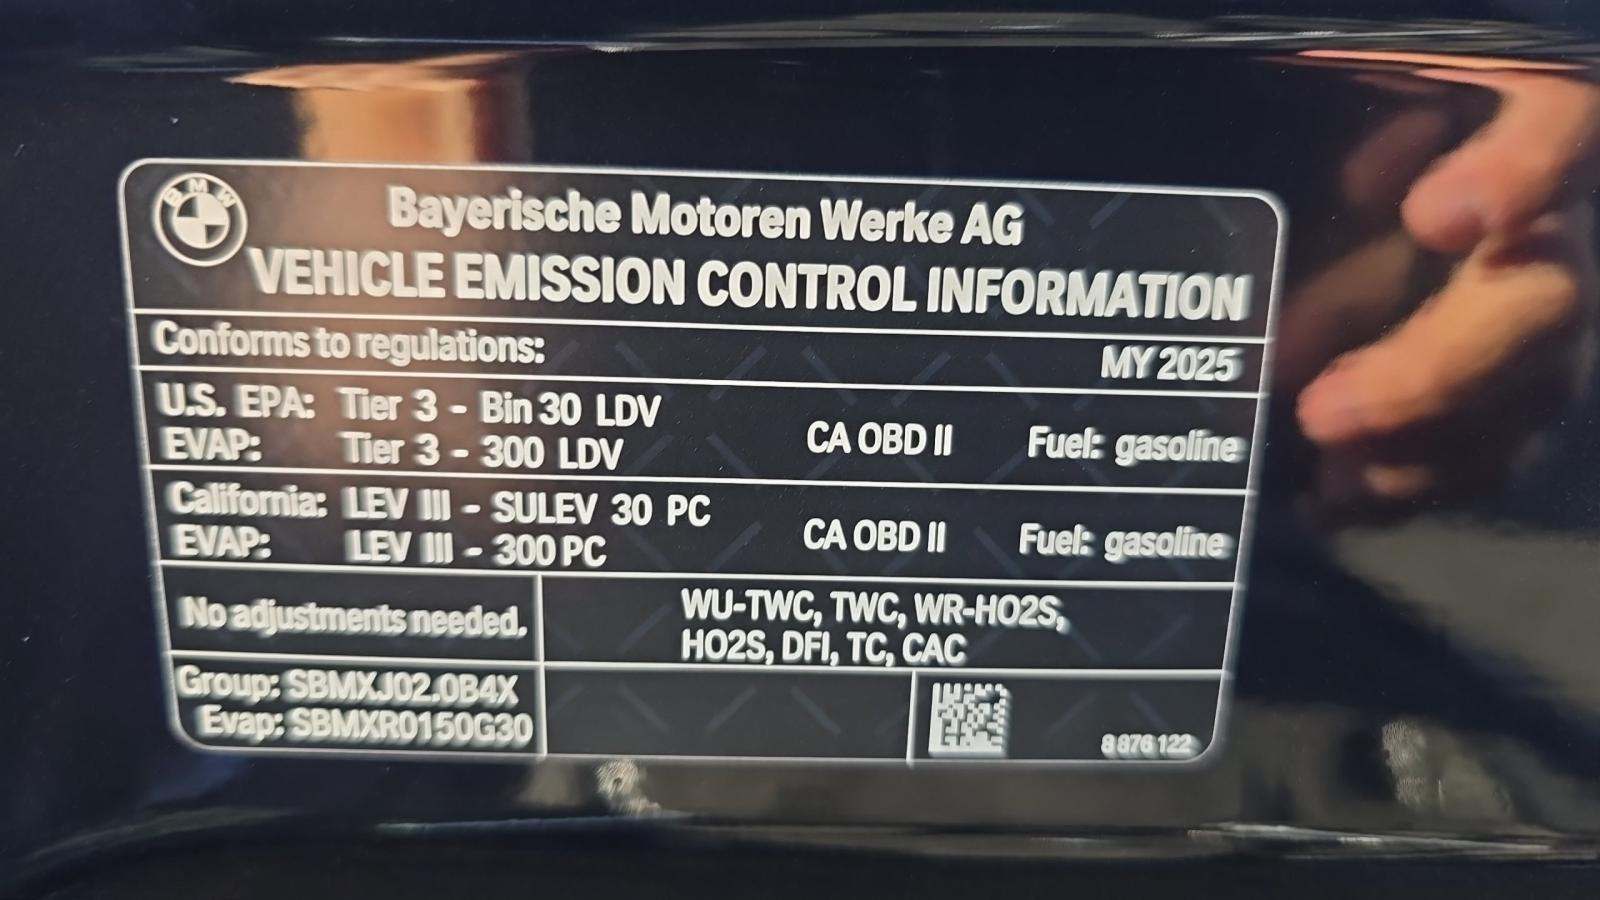 BMW
Bayerische Motoren Werke AG
VEHICLE EMISSION CONTROL INFORMATION
Conforms to regulations: MY 2025
U.S. EPA: Tier 3 - Bin 30 LDV
EVAP: Tier 3 - 300 LDV CA OBD II Fuel: gasoline
California: LEV III - SULEV 30 PC
EVAP: LEV III - 300 PC CA OBD II Fuel: gasoline
No adjustments needed. WU-TWC, TWC, WR-HO2S,
HO2S, DFI, TC, CAC
Group: SBMXJ02.0B4X
Evap: SBMXR0150G30
8 876 122